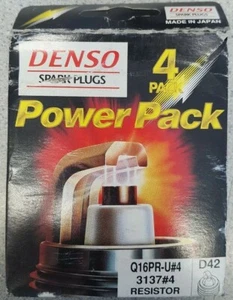 DENSO
MADE IN JAPAN
DENSO
SPARK PLUGS
4
PACK
Power Pack
Q16PR-U#4
3137#4
RESISTOR
D42